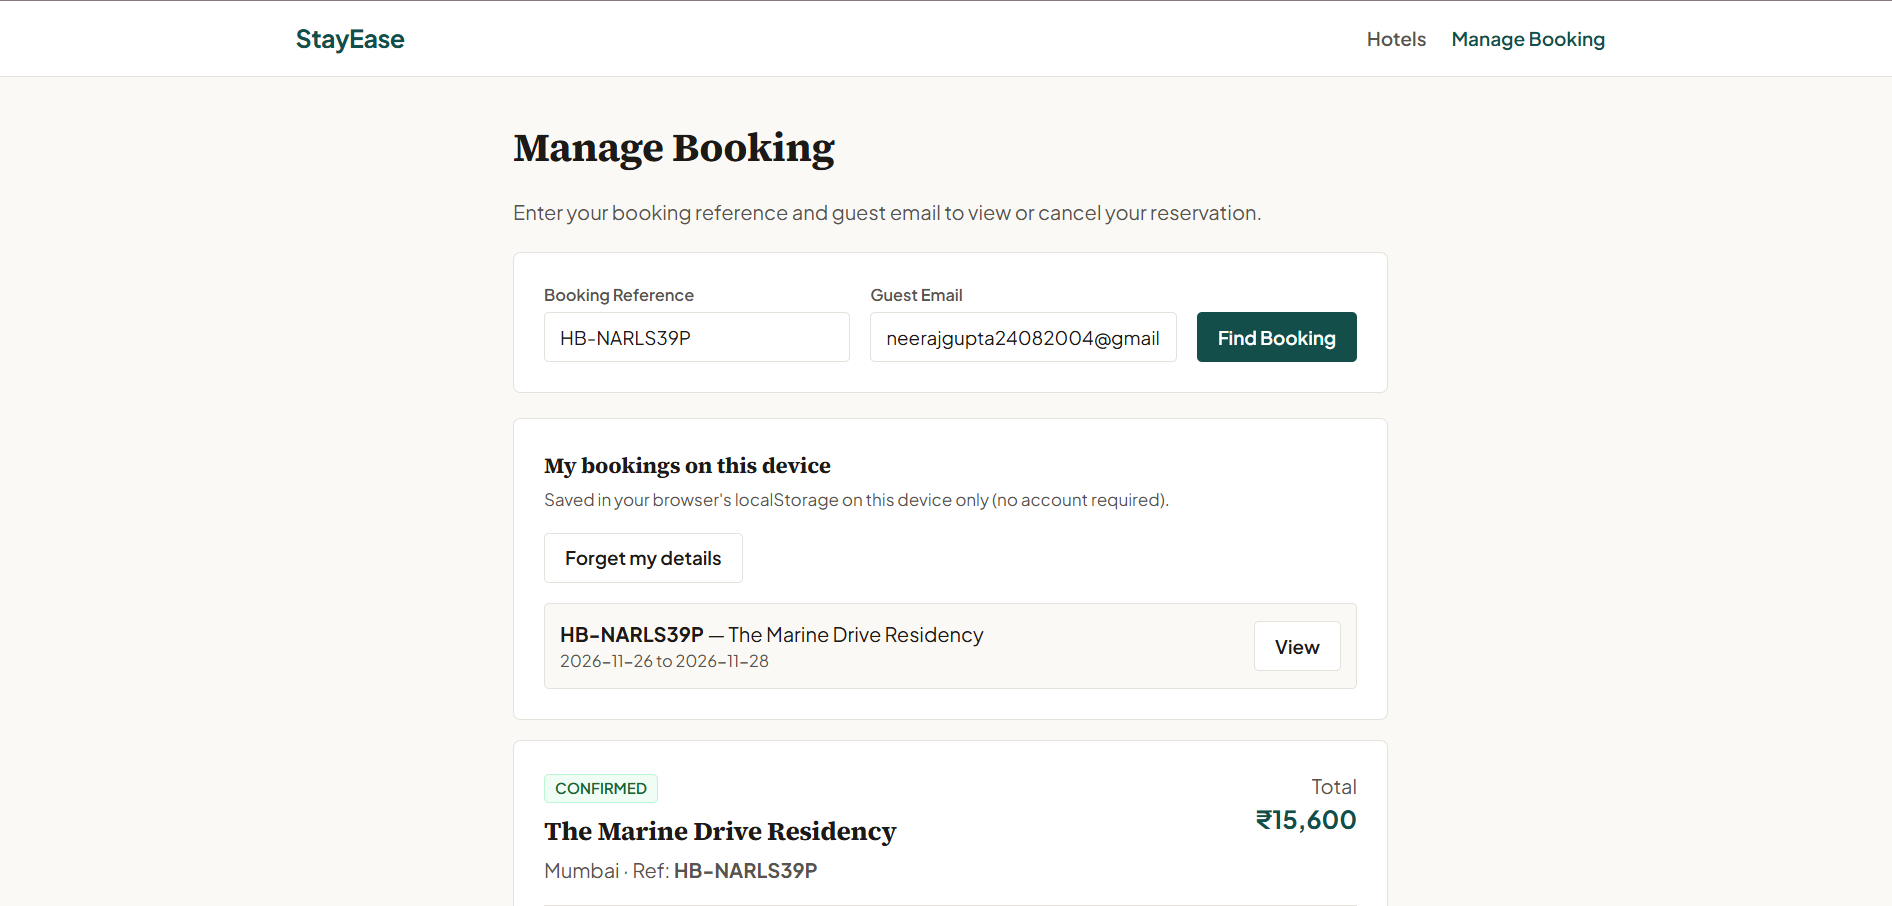 StayEase
Hotels
Manage Booking
Manage Booking
Enter your booking reference and guest email to view or cancel your reservation.
Booking Reference
Guest Email
HB-NARLS39P
neerajgupta24082004@gmail
Find Booking
My bookings on this device
Saved in your browser's localStorage on this device only (no account required).
Forget my details
HB-NARLS39P — The Marine Drive Residency
2026-11-26 to 2026-11-28
View
CONFIRMED
Total
₹15,600
The Marine Drive Residency
Mumbai · Ref: HB-NARLS39P